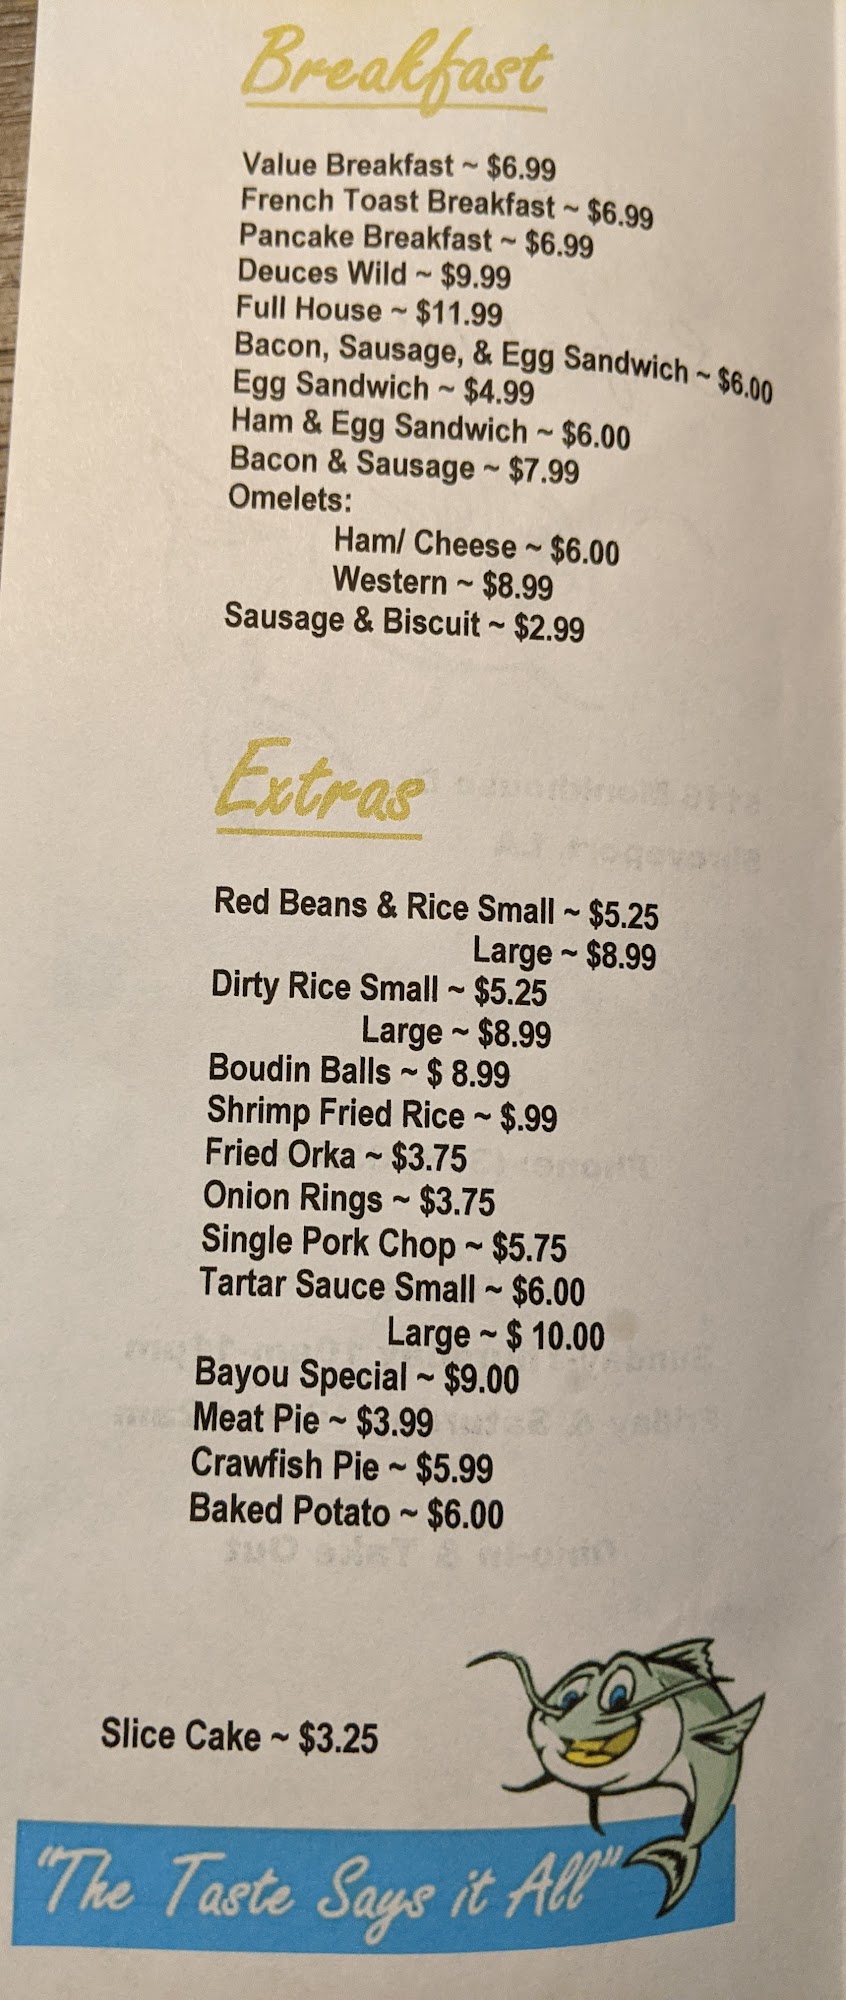 Breakfast
Value Breakfast ~ $6.99
French Toast Breakfast ~ $6.99
Pancake Breakfast ~ $6.99
Deuces Wild ~ $9.99
Full House ~ $11.99
Bacon, Sausage, & Egg Sandwich ~ $6.00
Egg Sandwich ~ $4.99
Ham & Egg Sandwich ~ $6.00
Bacon & Sausage ~ $7.99
Omelets:
Ham/ Cheese ~ $6.00
Western ~ $8.99
Sausage & Biscuit ~ $2.99
Extras
Red Beans & Rice Small ~ $5.25
Large ~ $8.99
Dirty Rice Small ~ $5.25
Large ~ $8.99
Boudin Balls ~ $ 8.99
Shrimp Fried Rice ~ $.99
Fried Orka ~ $3.75
Onion Rings ~ $3.75
Single Pork Chop ~ $5.75
Tartar Sauce Small ~ $6.00
Large ~ $ 10.00
Bayou Special ~ $9.00
Meat Pie ~ $3.99
Crawfish Pie ~ $5.99
Baked Potato ~ $6.00
Slice Cake ~ $3.25
"The Taste Says it All"